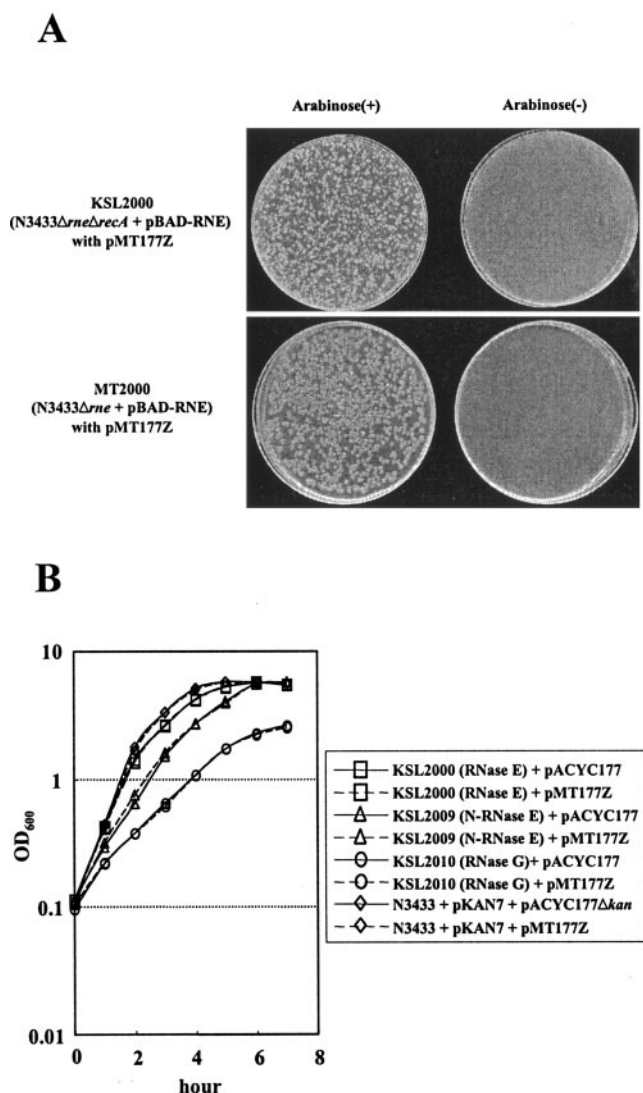 A
Arabinose(+) Arabinose(-)
KSL2000
(N3433ΔrneΔrecA + pBAD-RNE)
with pMT177Z
MT2000
(N3433Δrne + pBAD-RNE)
with pMT177Z
B
10
1
0.1
0.01
OD600
0 2 4 6 8
hour
KSL2000 (RNase E) + pACYC177
KSL2000 (RNase E) + pMT177Z
KSL2009 (N-RNase E) + pACYC177
KSL2009 (N-RNase E) + pMT177Z
KSL2010 (RNase G)+ pACYC177
KSL2010 (RNase G) + pMT177Z
N3433 + pKAN7 + pACYC177Δkan
N3433 + pKAN7 + pMT177Z